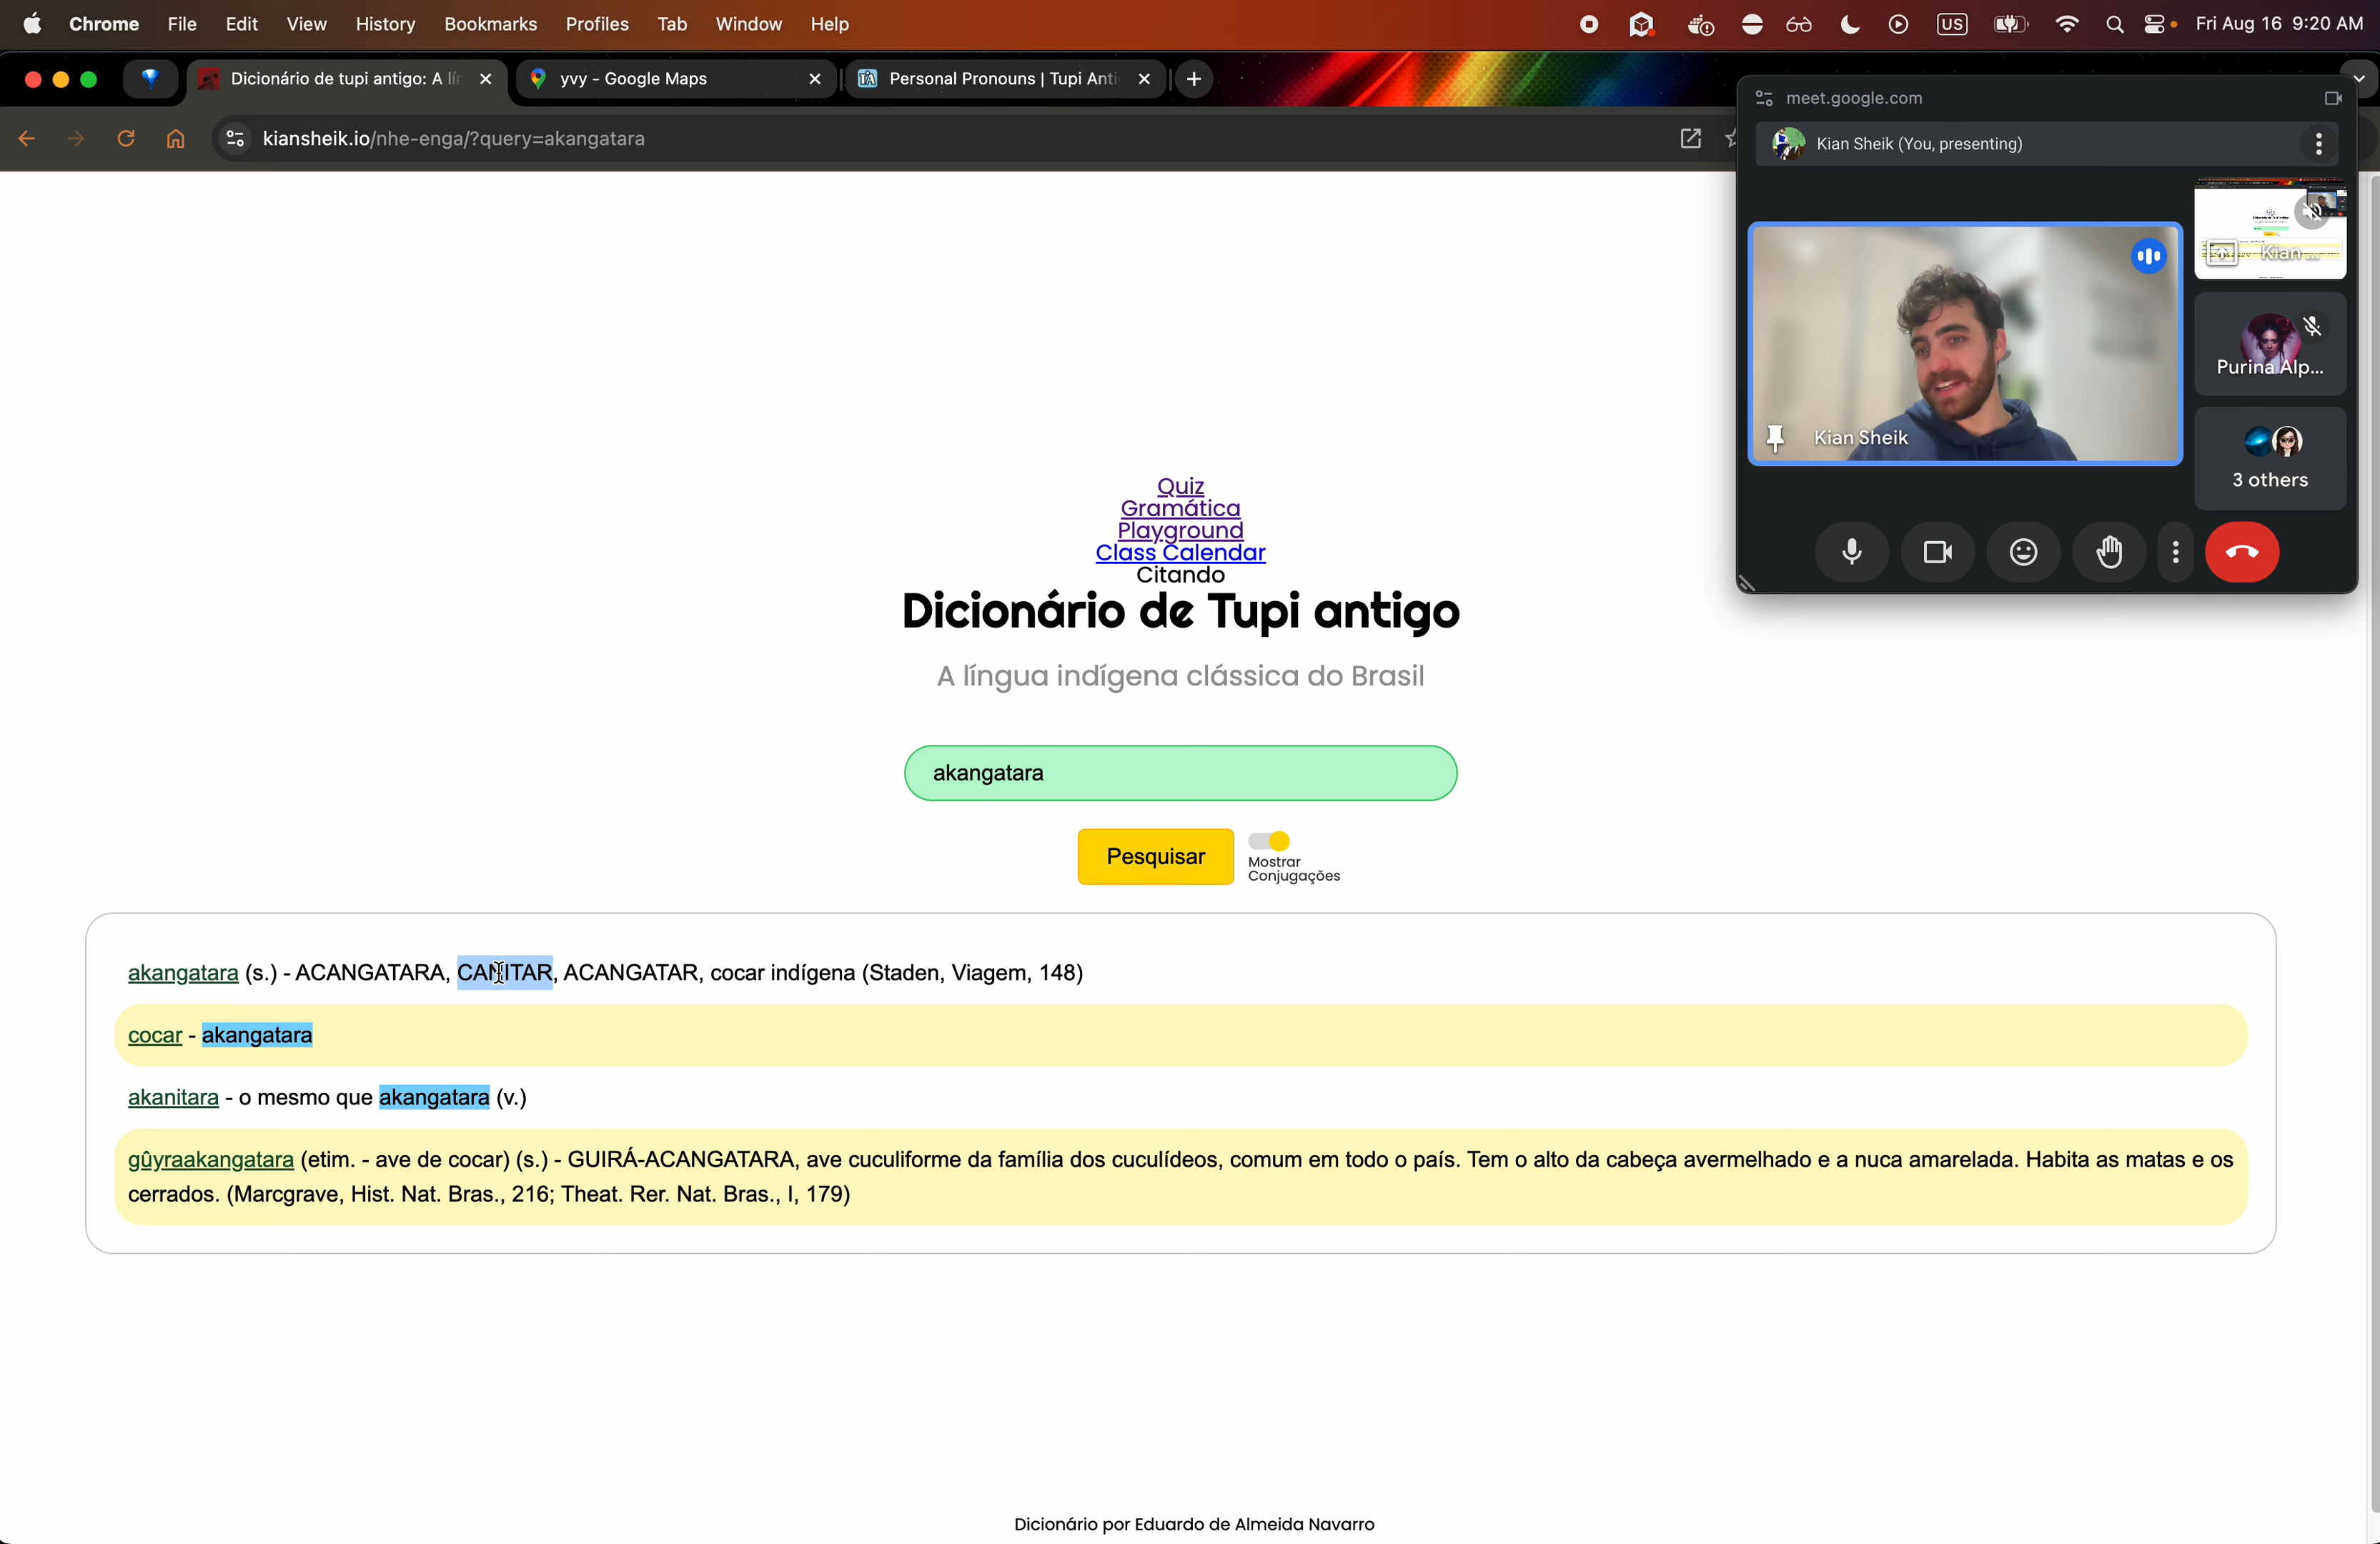 Chrome File Edit View History Bookmarks Profiles Tab Window Help
US
Fri Aug 16 9:20 AM
Dicionário de tupi antigo: A
yvy - Google Maps
Personal Pronouns | Tupi
kiansheik.io/nhe-enga/?query=akangatara
meet.google.com
Kian Sheik (You, presenting)
Kian ...
Purina Alp...
Kian Sheik
3 others
Quiz
Gramática
Playground
Class Calendar
Citando
Dicionário de Tupi antigo
A língua indígena clássica do Brasil
akangatara
Pesquisar
Mostrar
Conjugações
akangatara (s.) - ACANGATARA, CANITAR, ACANGATAR, cocar indígena (Staden, Viagem, 148)
cocar - akangatara
akanitara - o mesmo que akangatara (v.)
gûyraakangatara (etim. - ave de cocar) (s.) - GUIRÁ-ACANGATARA, ave cuculiforme da família dos cuculídeos, comum em todo o país. Tem o alto da cabeça avermelhado e a nuca amarelada. Habita as matas e os
cerrados. (Marcgrave, Hist. Nat. Bras., 216; Theat. Rer. Nat. Bras., I, 179)
Dicionário por Eduardo de Almeida Navarro